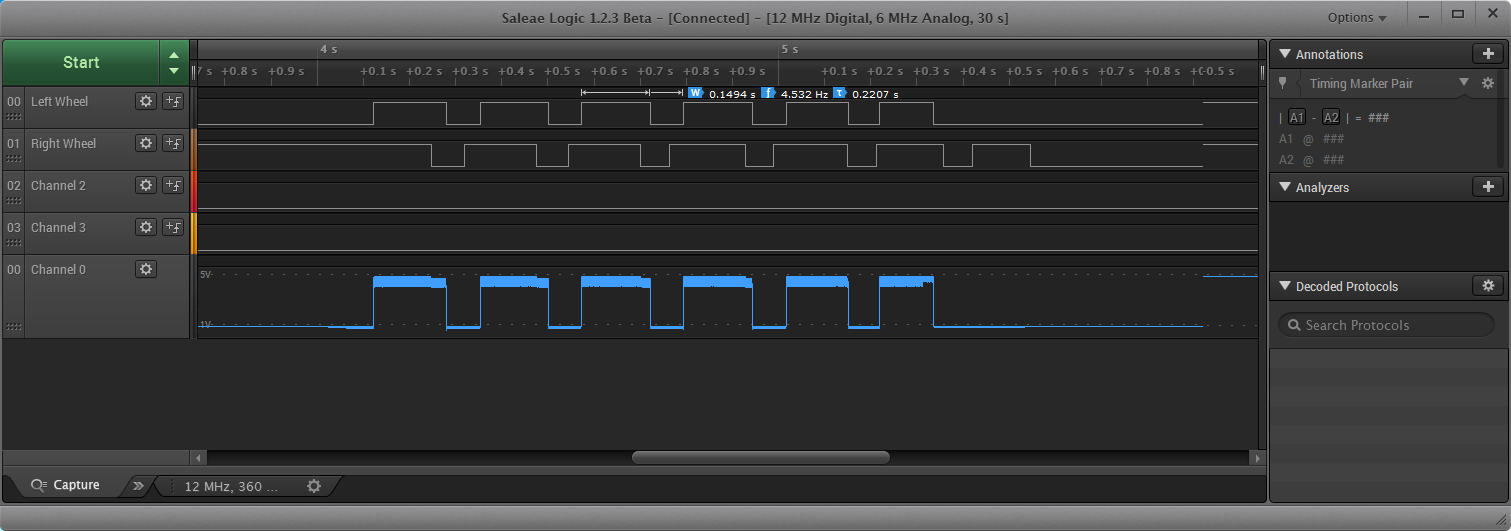 Saleae Logic 1.2.3 Beta - [Connected] - [12 MHz Digital, 6 MHz Analog, 30 s]
Options
Start
4 s 5 s
7 s +0.8 s +0.9 s +0.1 s +0.2 s +0.3 s +0.4 s +0.5 s +0.6 s +0.7 s +0.8 s +0.9 s +0.1 s +0.2 s +0.3 s +0.4 s +0.5 s +0.6 s +0.7 s +0.8 s +0.9 s
W 0.1494 s f 4.532 Hz T 0.2207 s
00 Left Wheel
01 Right Wheel
02 Channel 2
03 Channel 3
00 Channel 0
5V
1V
Capture
12 MHz, 360 ...
Annotations
Timing Marker Pair
| A1 - A2 | = ###
A1 @ ###
A2 @ ###
Analyzers
Decoded Protocols
Search Protocols